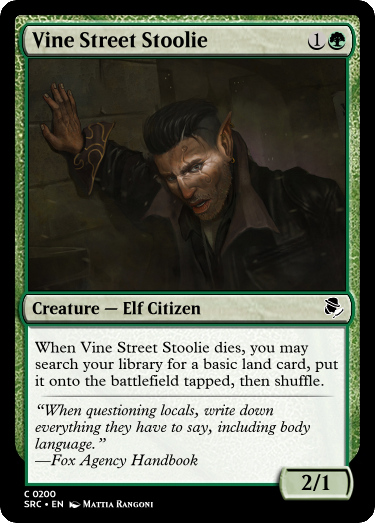 Vine Street Stoolie 1
Creature — Elf Citizen
When Vine Street Stoolie dies, you may
search your library for a basic land card, put
it onto the battlefield tapped, then shuffle.
“When questioning locals, write down
everything they have to say, including body
language.”
—Fox Agency Handbook
2/1
C 0200
SRC • EN Mattia Rangoni